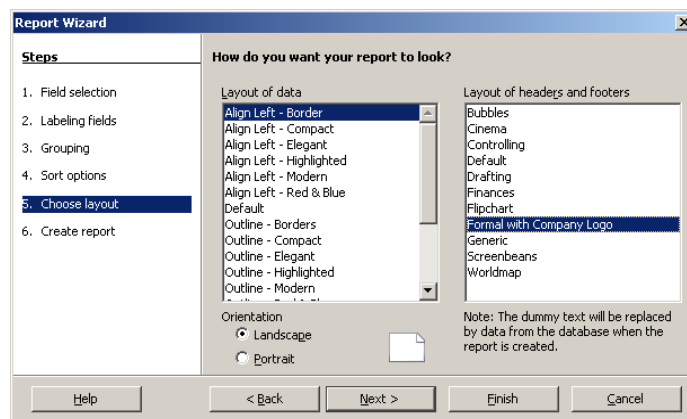 Report Wizard
Steps
1. Field selection
2. Labeling fields
3. Grouping
4. Sort options
5. Choose layout
6. Create report
How do you want your report to look?
Layout of data
Align Left - Border
Align Left - Compact
Align Left - Elegant
Align Left - Highlighted
Align Left - Modern
Align Left - Red & Blue
Default
Outline - Borders
Outline - Compact
Outline - Elegant
Outline - Highlighted
Outline - Modern
Layout of headers and footers
Bubbles
Cinema
Controlling
Default
Drafting
Finances
Flipchart
Formal with Company Logo
Generic
Screenbeans
Worldmap
Orientation
Landscape
Portrait
Note: The dummy text will be replaced
by data from the database when the
report is created.
Help
< Back
Next >
Finish
Cancel